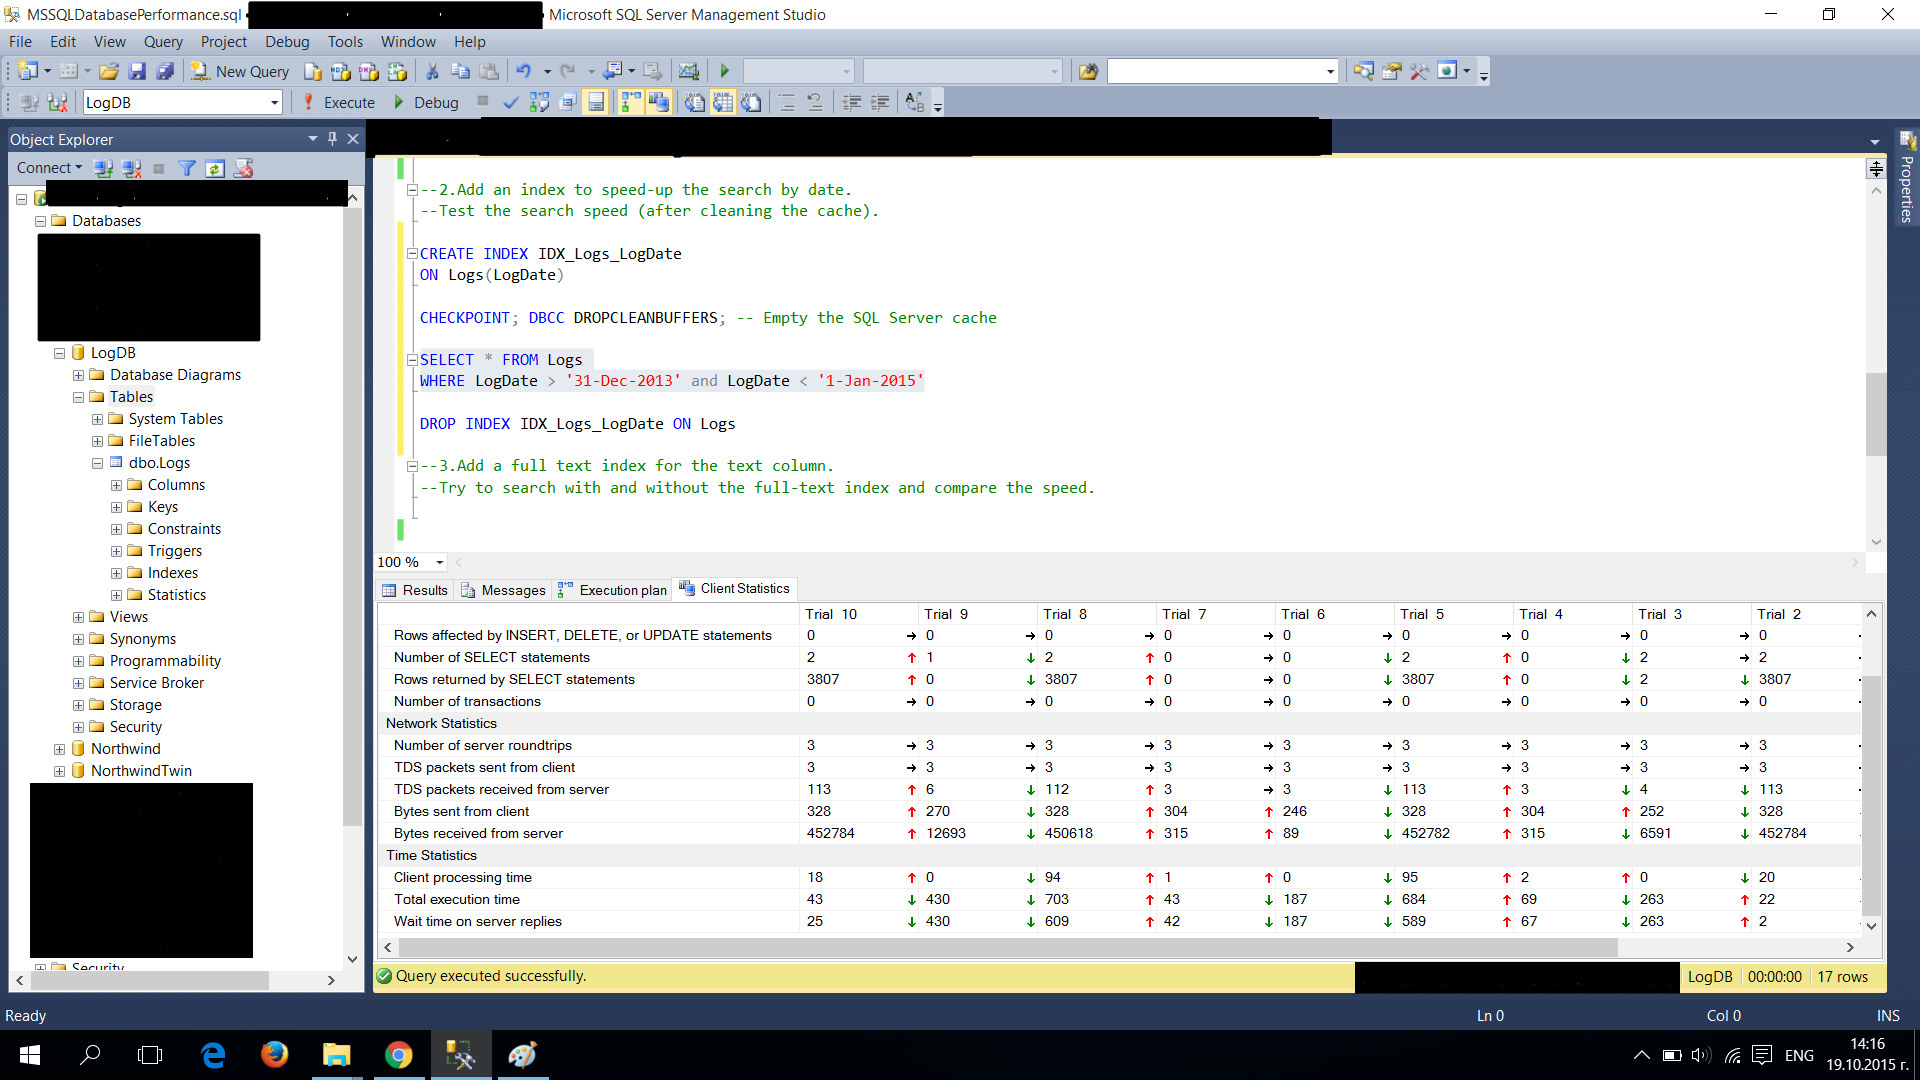 MSSQLDatabasePerformance.sql - Microsoft SQL Server Management Studio
File Edit View Query Project Debug Tools Window Help
New Query
LogDB Execute Debug
Object Explorer
Connect
Databases
LogDB
Database Diagrams
Tables
System Tables
FileTables
dbo.Logs
Columns
Keys
Constraints
Triggers
Indexes
Statistics
Views
Synonyms
Programmability
Service Broker
Storage
Security
Northwind
NorthwindTwin
Security
--2.Add an index to speed-up the search by date.
--Test the search speed (after cleaning the cache).
CREATE INDEX IDX_Logs_LogDate
ON Logs(LogDate)
CHECKPOINT; DBCC DROPCLEANBUFFERS; -- Empty the SQL Server cache
SELECT * FROM Logs
WHERE LogDate > '31-Dec-2013' and LogDate < '1-Jan-2015'
DROP INDEX IDX_Logs_LogDate ON Logs
--3.Add a full text index for the text column.
--Try to search with and without the full-text index and compare the speed.
Properties
100 %
Results Messages Execution plan Client Statistics
Trial 10 Trial 9 Trial 8 Trial 7 Trial 6 Trial 5 Trial 4 Trial 3 Trial 2
Rows affected by INSERT, DELETE, or UPDATE statements 0 → 0 → 0 → 0 → 0 → 0 → 0 → 0 → 0
Number of SELECT statements 2 ↑ 1 ↓ 2 ↑ 0 → 0 ↓ 2 ↑ 0 ↓ 2 → 2
Rows returned by SELECT statements 3807 ↑ 0 ↓ 3807 ↑ 0 → 0 ↓ 3807 ↑ 0 ↓ 2 ↓ 3807
Number of transactions 0 → 0 → 0 → 0 → 0 → 0 → 0 → 0 → 0
Network Statistics
Number of server roundtrips 3 → 3 → 3 → 3 → 3 → 3 → 3 → 3 → 3
TDS packets sent from client 3 → 3 → 3 → 3 → 3 → 3 → 3 → 3 → 3
TDS packets received from server 113 ↑ 6 ↓ 112 ↑ 3 → 3 ↓ 113 ↑ 3 ↓ 4 ↓ 113
Bytes sent from client 328 ↑ 270 ↓ 328 ↑ 304 ↑ 246 ↓ 328 ↑ 304 ↑ 252 ↓ 328
Bytes received from server 452784 ↑ 12693 ↓ 450618 ↑ 315 ↑ 89 ↓ 452782 ↑ 315 ↓ 6591 ↓ 452784
Time Statistics
Client processing time 18 ↑ 0 ↓ 94 ↑ 1 ↑ 0 ↓ 95 ↑ 2 ↑ 0 ↓ 20
Total execution time 43 ↓ 430 ↓ 703 ↑ 43 ↓ 187 ↓ 684 ↑ 69 ↓ 263 ↑ 22
Wait time on server replies 25 ↓ 430 ↓ 609 ↑ 42 ↓ 187 ↓ 589 ↑ 67 ↓ 263 ↑ 2
Query executed successfully. LogDB 00:00:00 17 rows
Ready Ln 0 Col 0 INS
ENG 14:16
19.10.2015 г.